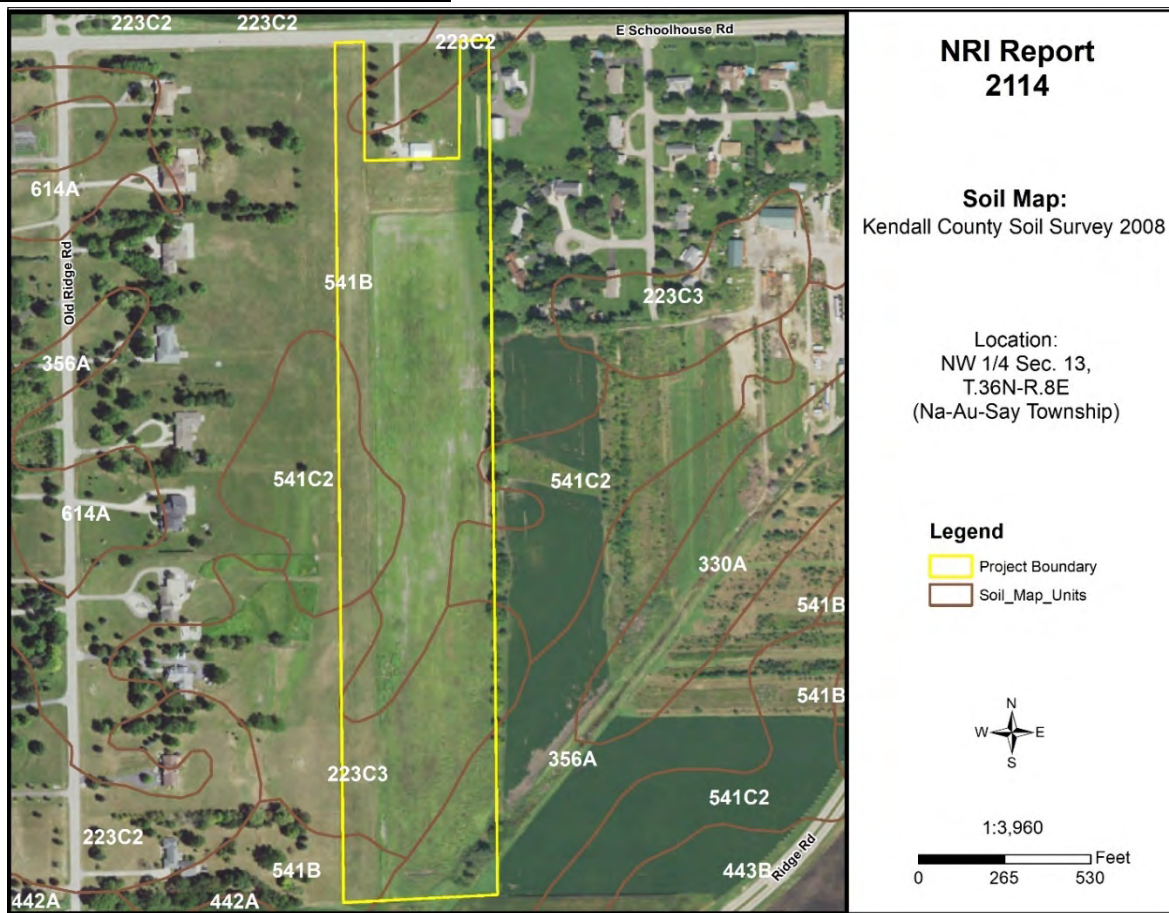 223C2
223C2
E Schoolhouse Rd
223C2
614A
Old Ridge Rd
541B
223C3
356A
541C2
541C2
614A
330A
541B
541B
356A
223C3
541C2
223C2
541B
443B
Ridge Rd
442A
442A
NRI Report
2114
Soil Map:
Kendall County Soil Survey 2008
Location:
NW 1/4 Sec. 13,
T.36N-R.8E
(Na-Au-Say Township)
Legend
Project Boundary
Soil_Map_Units
N
W E
S
1:3,960
Feet
0 265 530